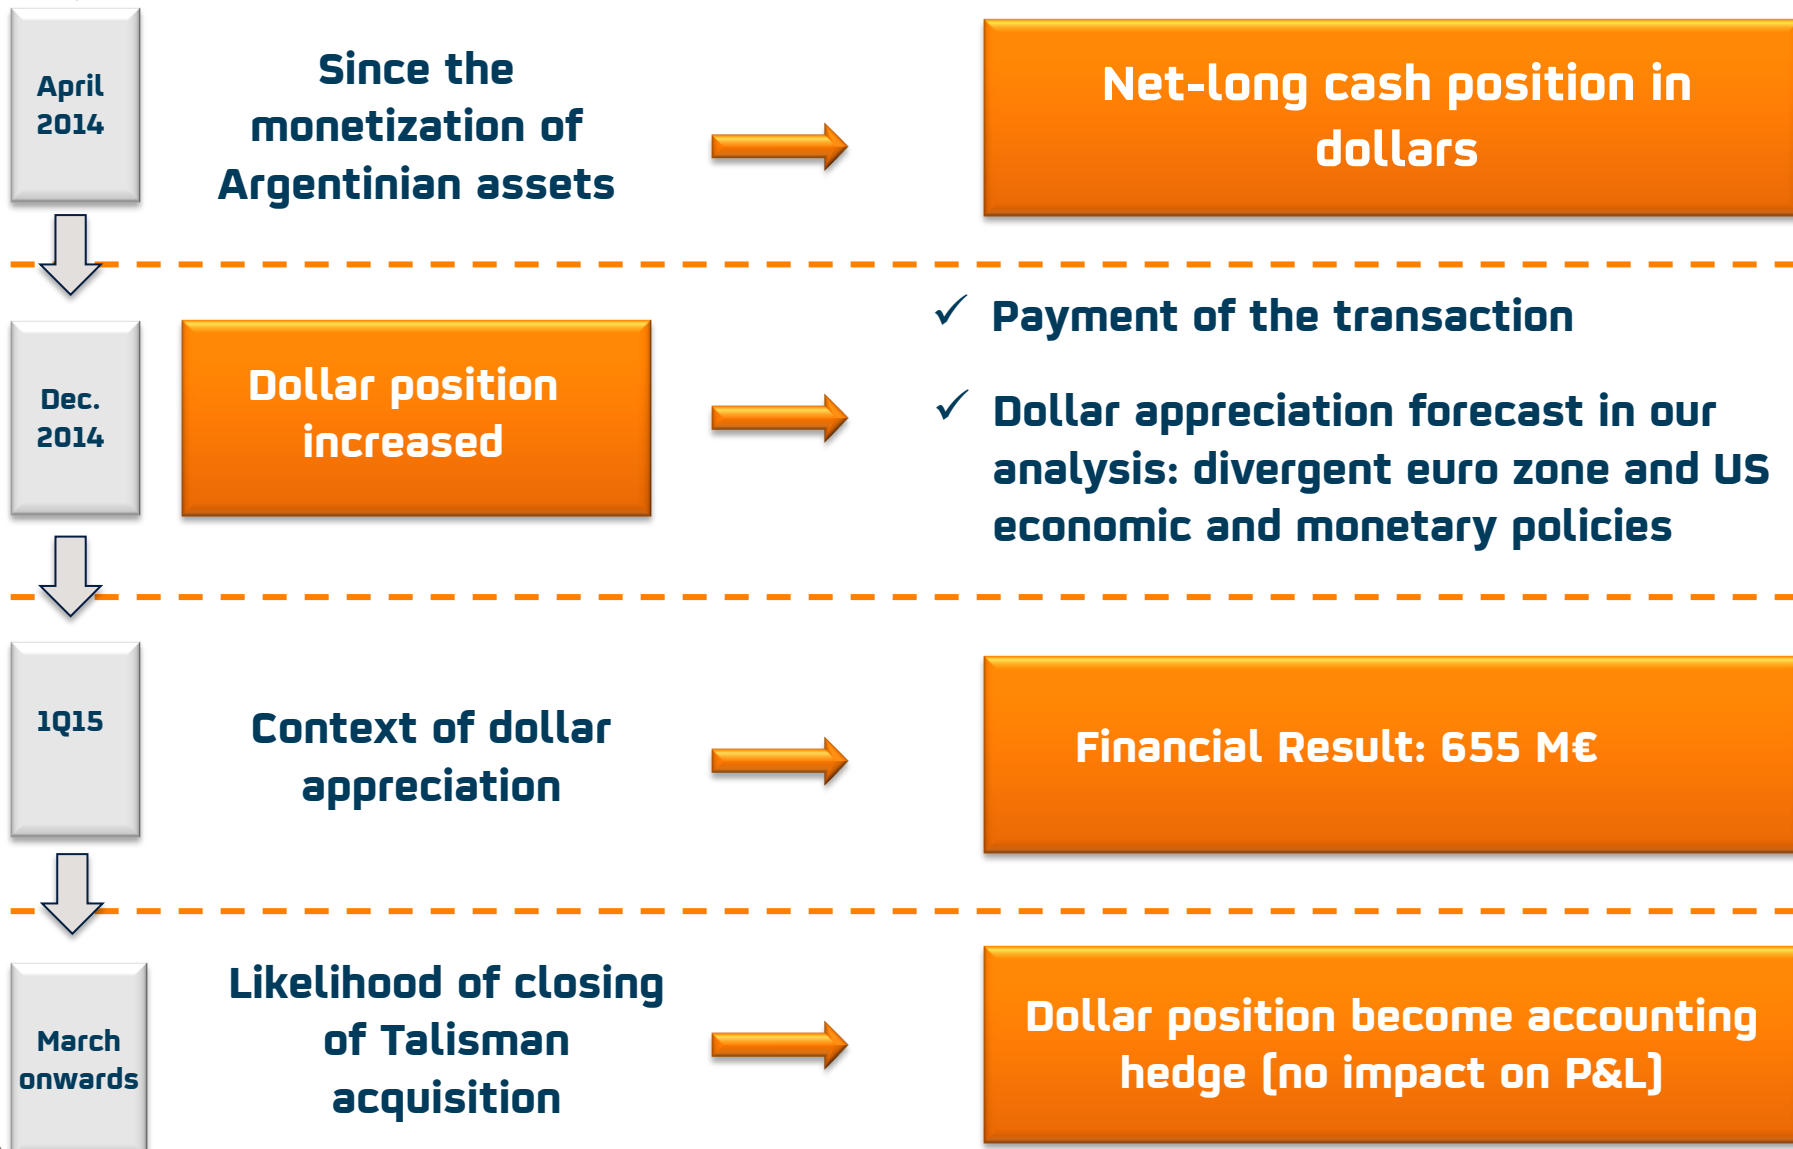 April
2014
Since the
monetization of
Argentinian assets
Net-long cash position in
dollars
Dec.
2014
Dollar position
increased
✓ Payment of the transaction
✓ Dollar appreciation forecast in our
analysis: divergent euro zone and US
economic and monetary policies
1Q15
Context of dollar
appreciation
Financial Result: 655 M€
March
onwards
Likelihood of closing
of Talisman
acquisition
Dollar position become accounting
hedge (no impact on P&L)